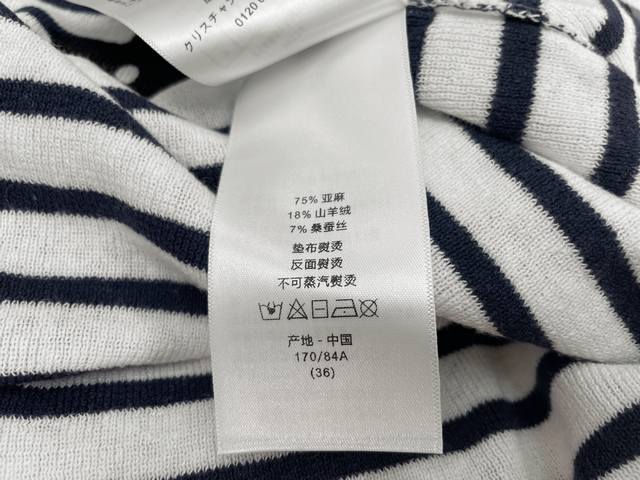 クリスチャン
0120
75% 亚麻
18% 山羊绒
7% 桑蚕丝
垫布熨烫
反面熨烫
不可蒸汽熨烫
产地 - 中国
170/84A
(36)